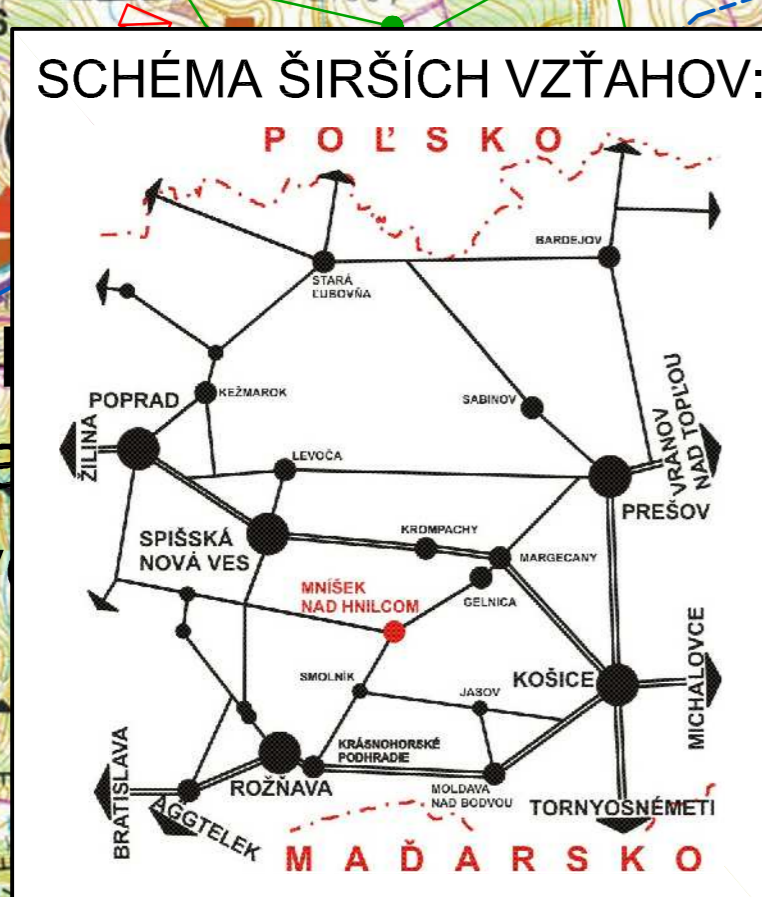 SCHÉMA ŠIRŠÍCH VZŤAHOV:
POĽSKO
BARDEJOV
STARÁ
ĽUBOVŇA
KEŽMAROK
POPRAD
SABINOV
ŽILINA
VRANOV
NAD TOPĽOU
LEVOČA
PREŠOV
SPIŠSKÁ
NOVÁ VES
KROMPACHY
MARGECANY
MNÍŠEK
NAD HNILCOM
GELNICA
SMOLNÍK
JASOV
KOŠICE
MICHALOVCE
KRÁSNOHORSKÉ
PODHRADIE
ROŽŇAVA
MOLDAVA
NAD BODVOU
BRATISLAVA
AGGTELEK
TORNYOSNÉMETI
MAĎARSKO